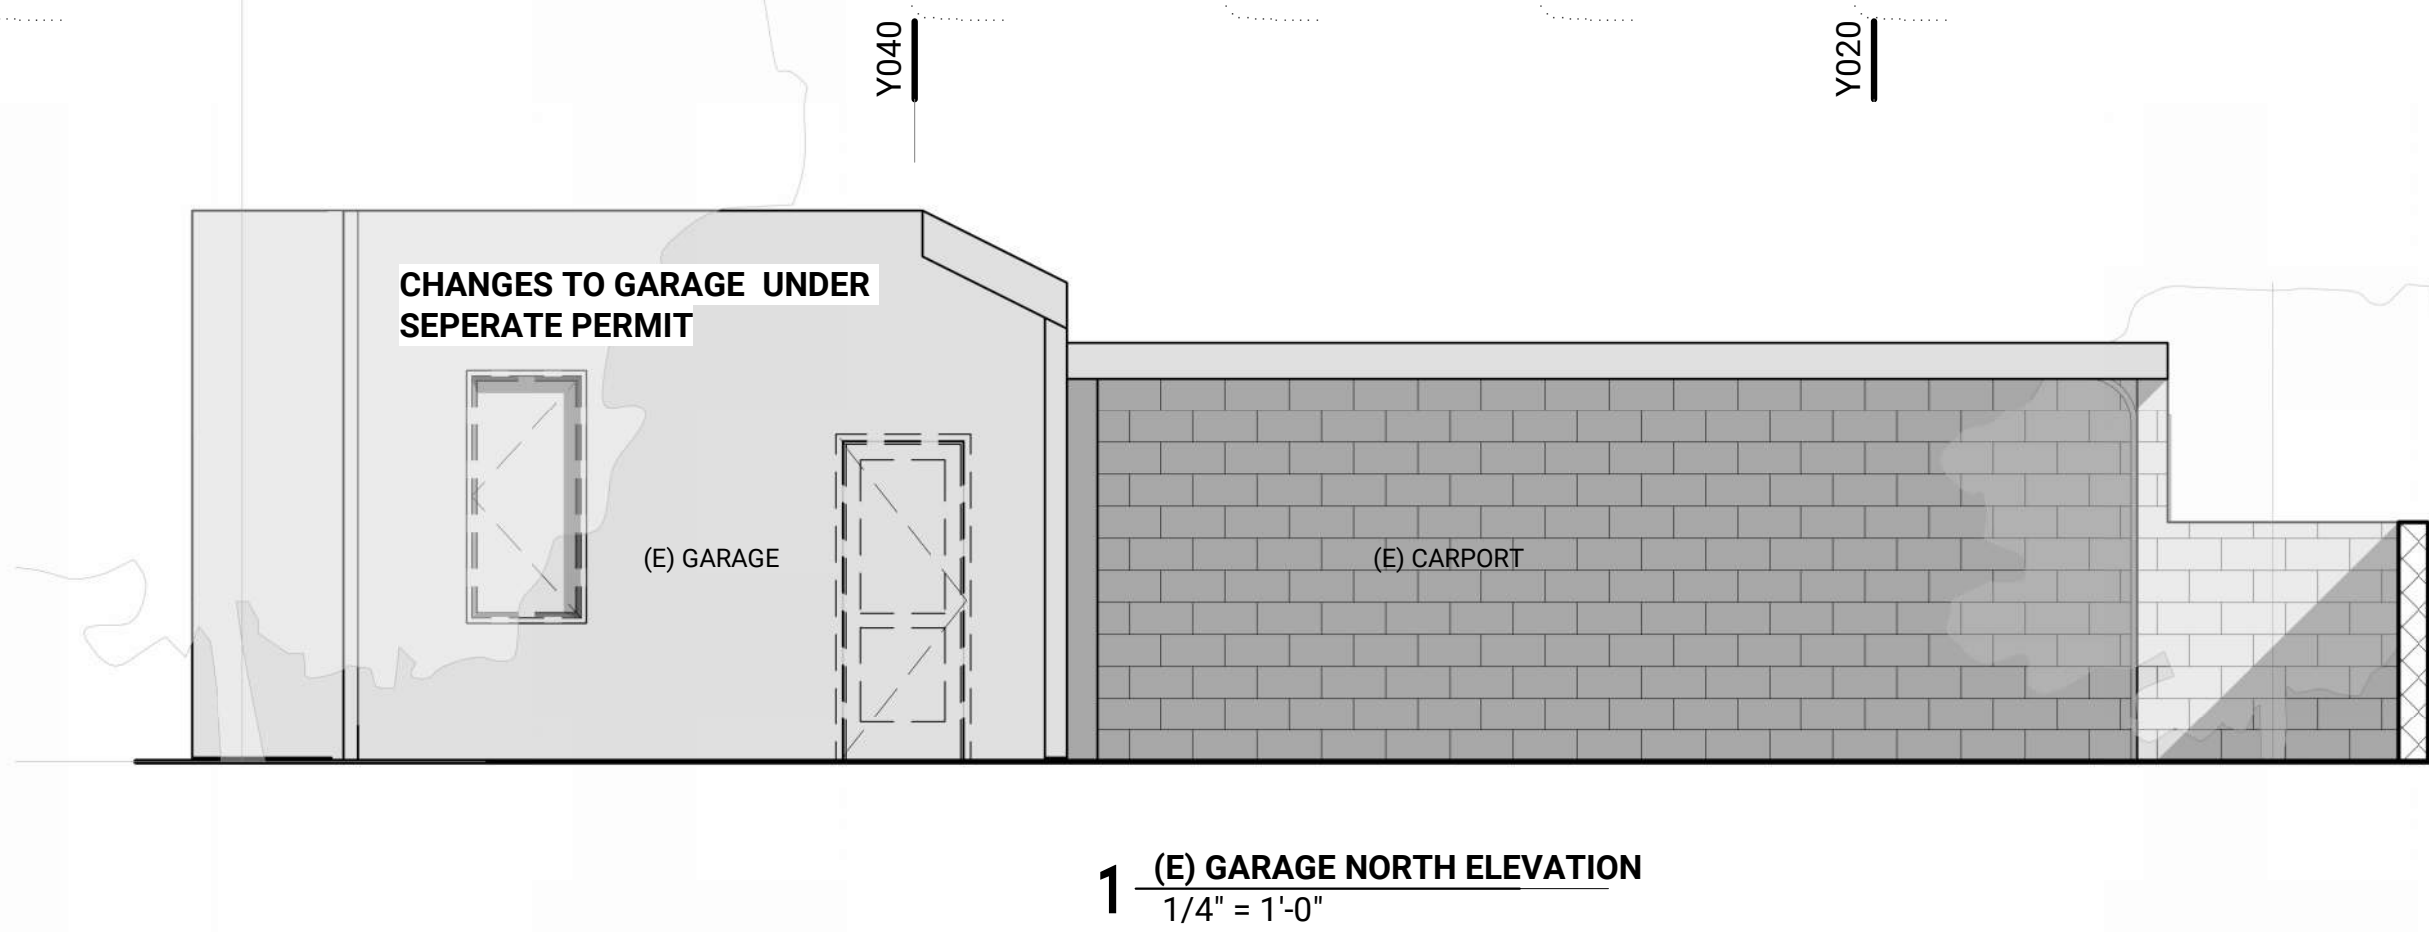 Y040
Y020
CHANGES TO GARAGE UNDER
SEPERATE PERMIT
(E) GARAGE
(E) CARPORT
1 (E) GARAGE NORTH ELEVATION
1/4" = 1'-0"